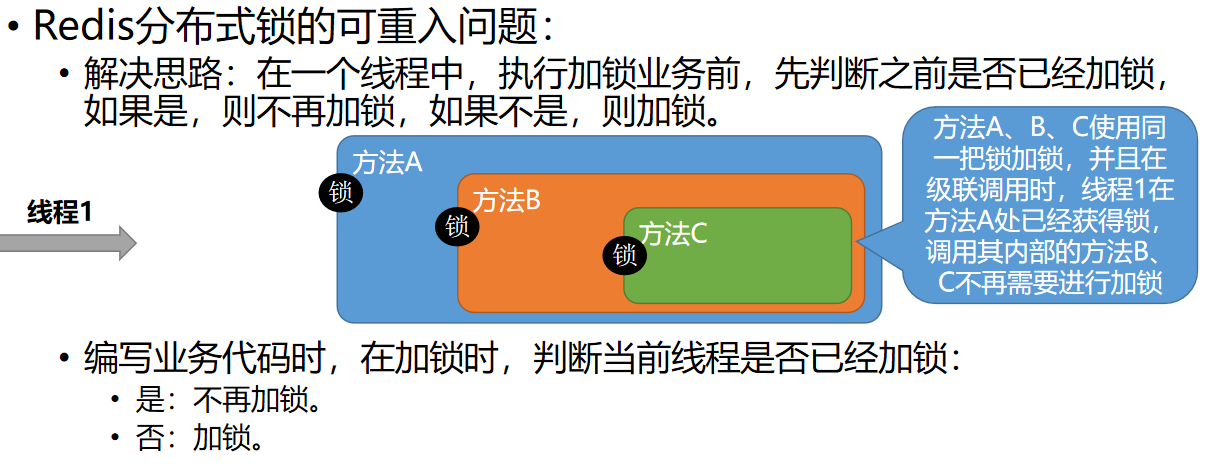 • Redis分布式锁的可重入问题：
• 解决思路：在一个线程中，执行加锁业务前，先判断之前是否已经加锁，
如果是，则不再加锁，如果不是，则加锁。
线程1
方法A
锁
方法B
锁
方法C
锁
方法A、B、C使用同
一把锁加锁，并且在
级联调用时，线程1在
方法A处已经获得锁，
调用其内部的方法B、
C不再需要进行加锁
• 编写业务代码时，在加锁时，判断当前线程是否已经加锁：
• 是：不再加锁。
• 否：加锁。